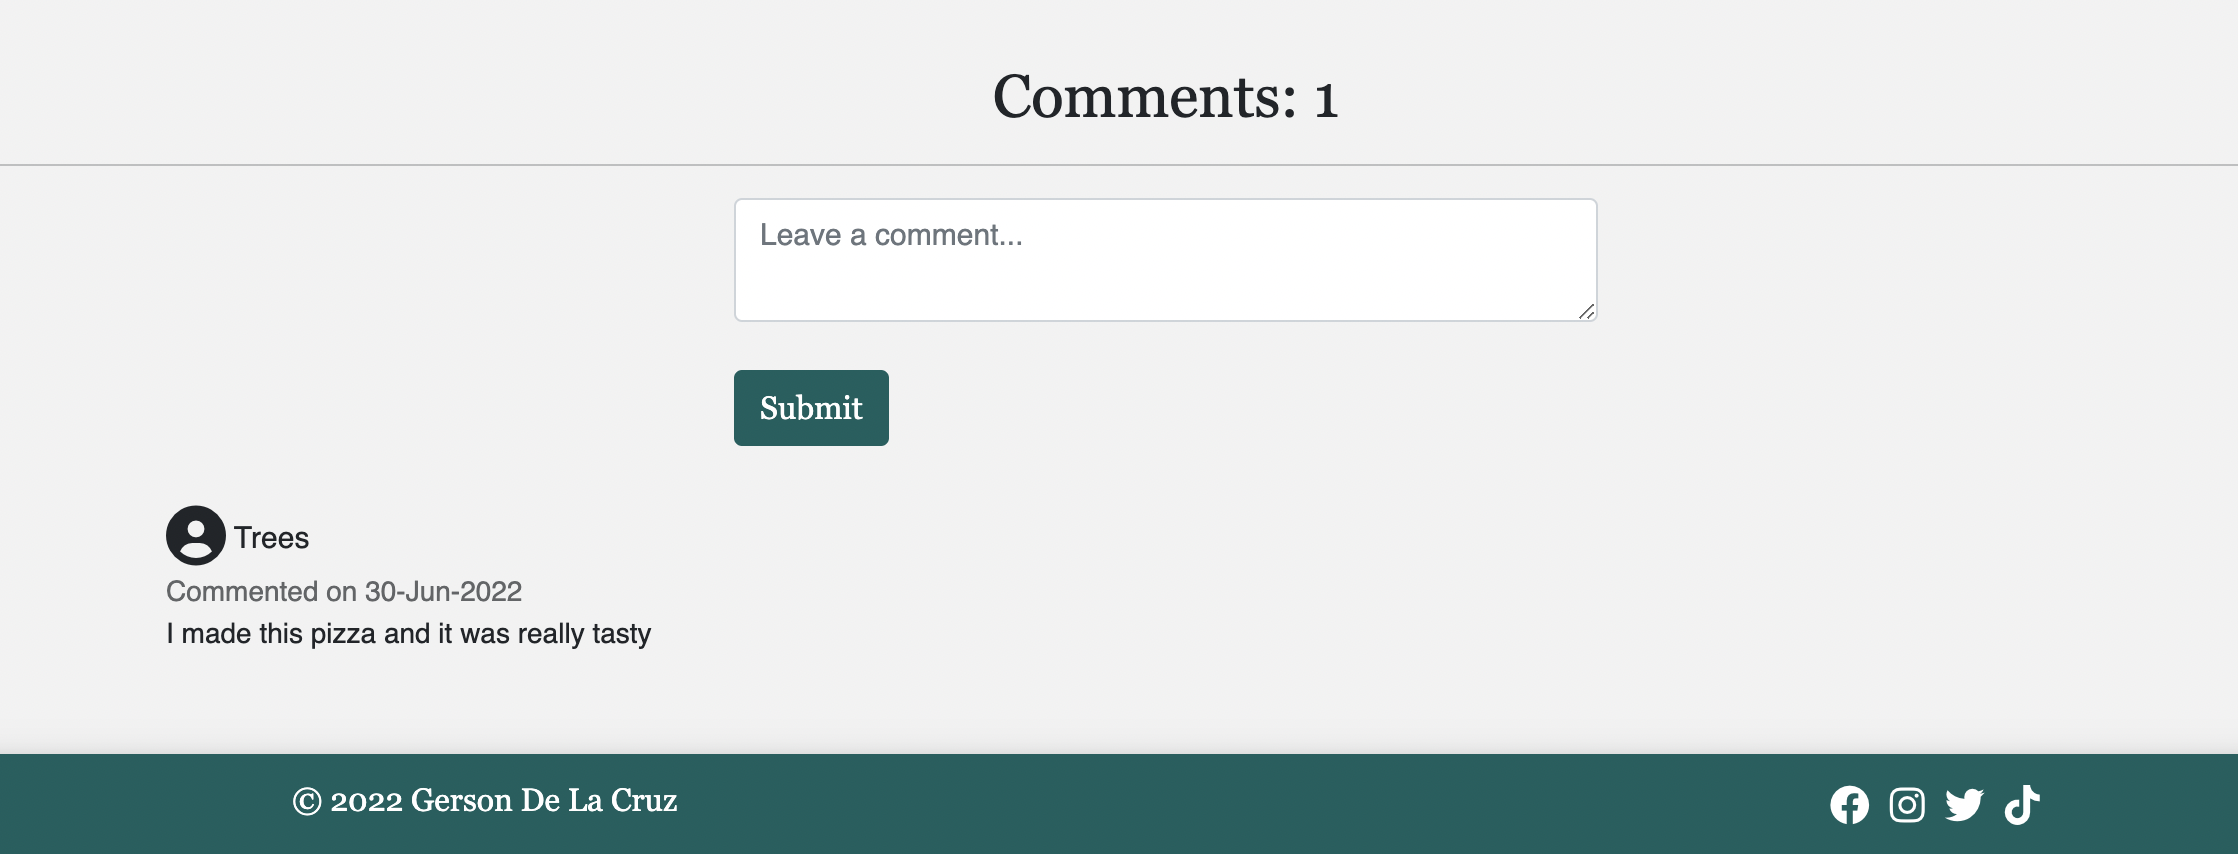 Comments: 1
Leave a comment...
Submit
Trees
Commented on 30-Jun-2022
I made this pizza and it was really tasty
© 2022 Gerson De La Cruz